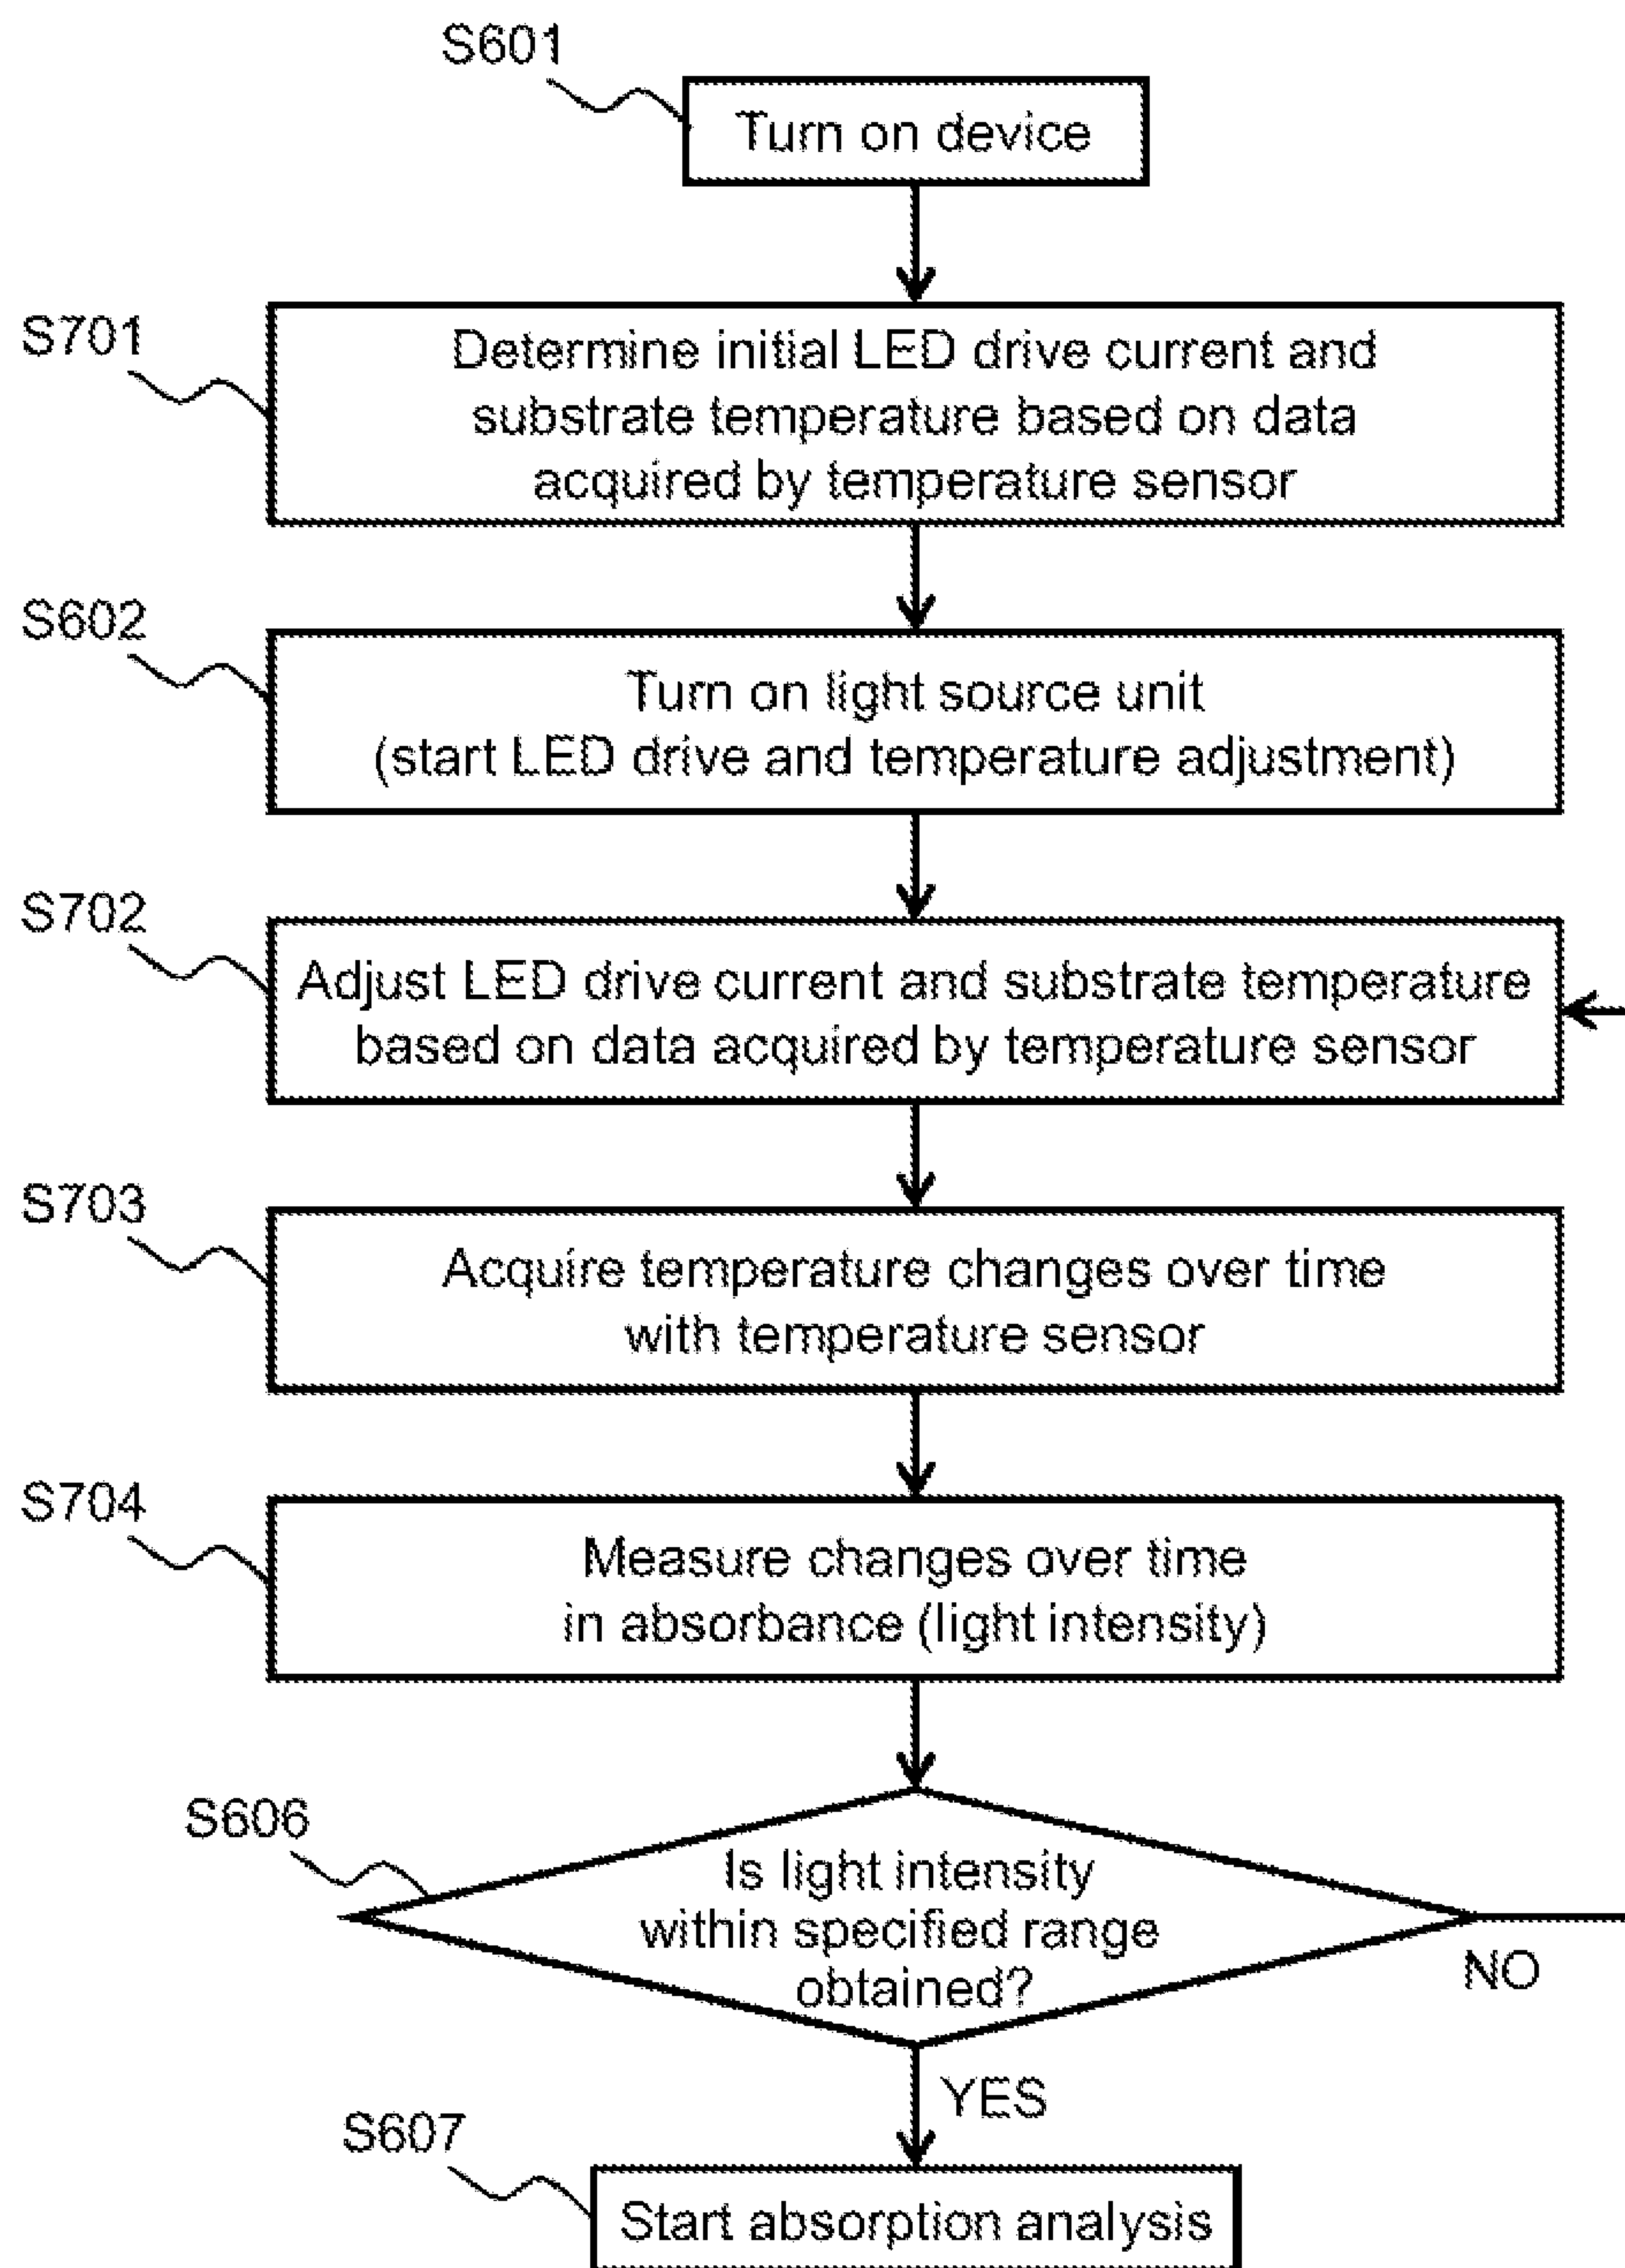 S601
Turn on device
S701
Determine initial LED drive current and
substrate temperature based on data
acquired by temperature sensor
S602
Turn on light source unit
(start LED drive and temperature adjustment)
S702
Adjust LED drive current and substrate temperature
based on data acquired by temperature sensor
S703
Acquire temperature changes over time
with temperature sensor
S704
Measure changes over time
in absorbance (light intensity)
S606
Is light intensity
within specified range
obtained?
NO
YES
S607
Start absorption analysis